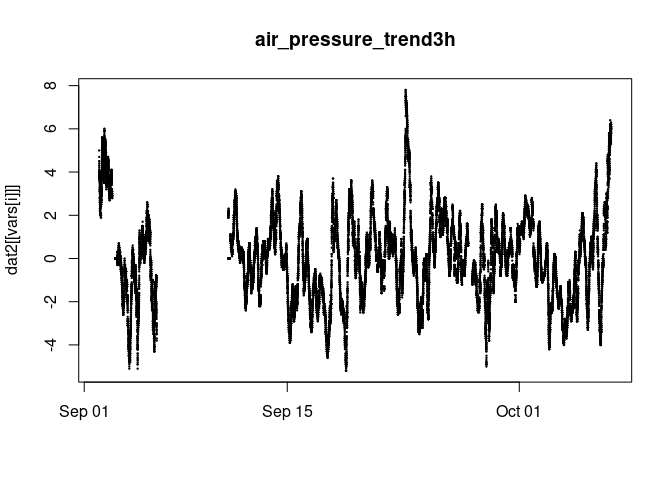 air_pressure_trend3h
dat2[[vars[i]]]
8
6
4
2
0
-2
-4
Sep 01
Sep 15
Oct 01